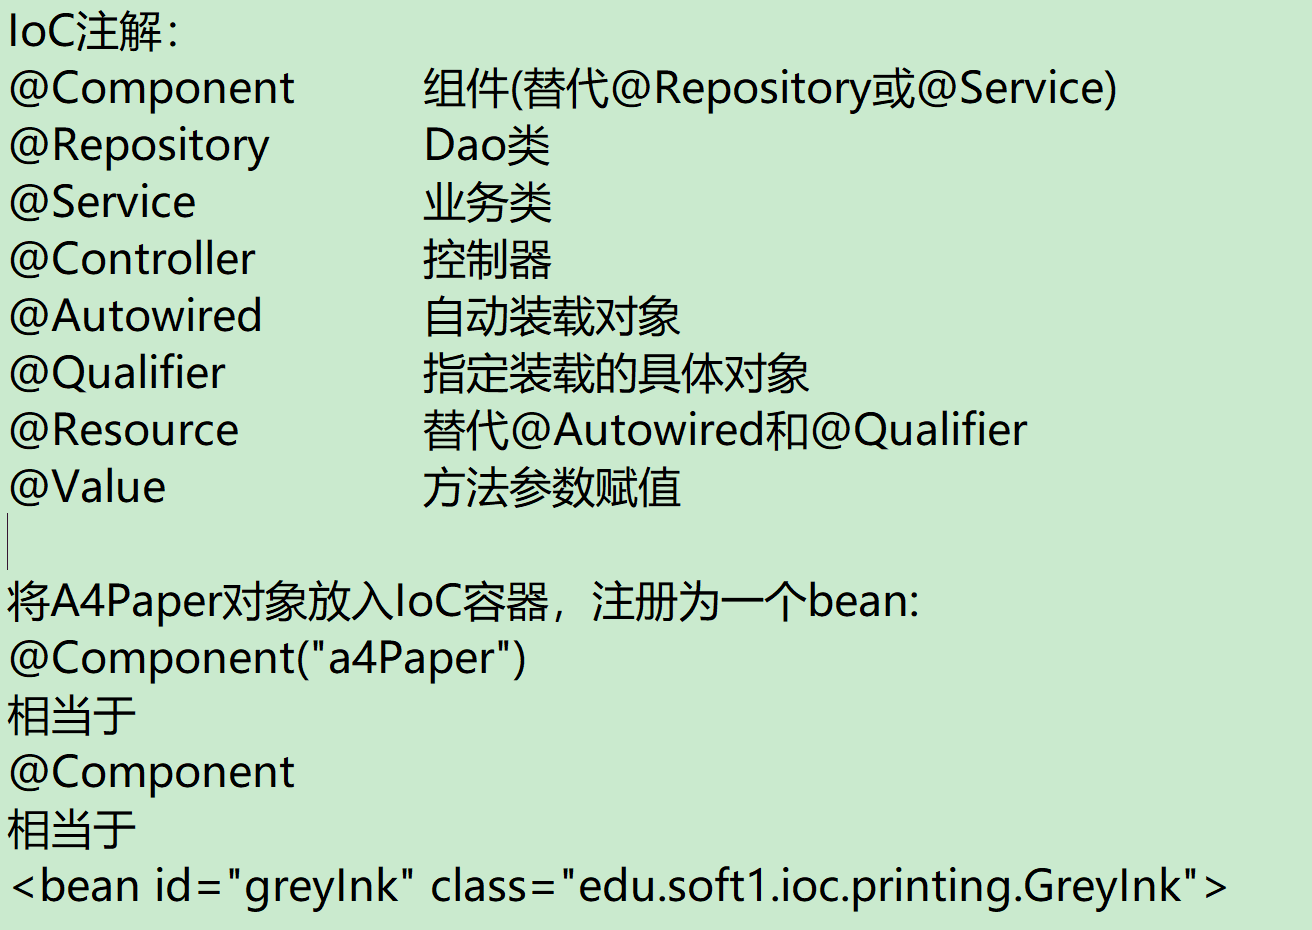 IoC注解：
@Component 组件(替代@Repository或@Service)
@Repository Dao类
@Service 业务类
@Controller 控制器
@Autowired 自动装载对象
@Qualifier 指定装载的具体对象
@Resource 替代@Autowired和@Qualifier
@Value 方法参数赋值
将A4Paper对象放入IoC容器，注册为一个bean:
@Component("a4Paper")
相当于
@Component
相当于
<bean id="greyInk" class="edu.soft1.ioc.printing.GreyInk">